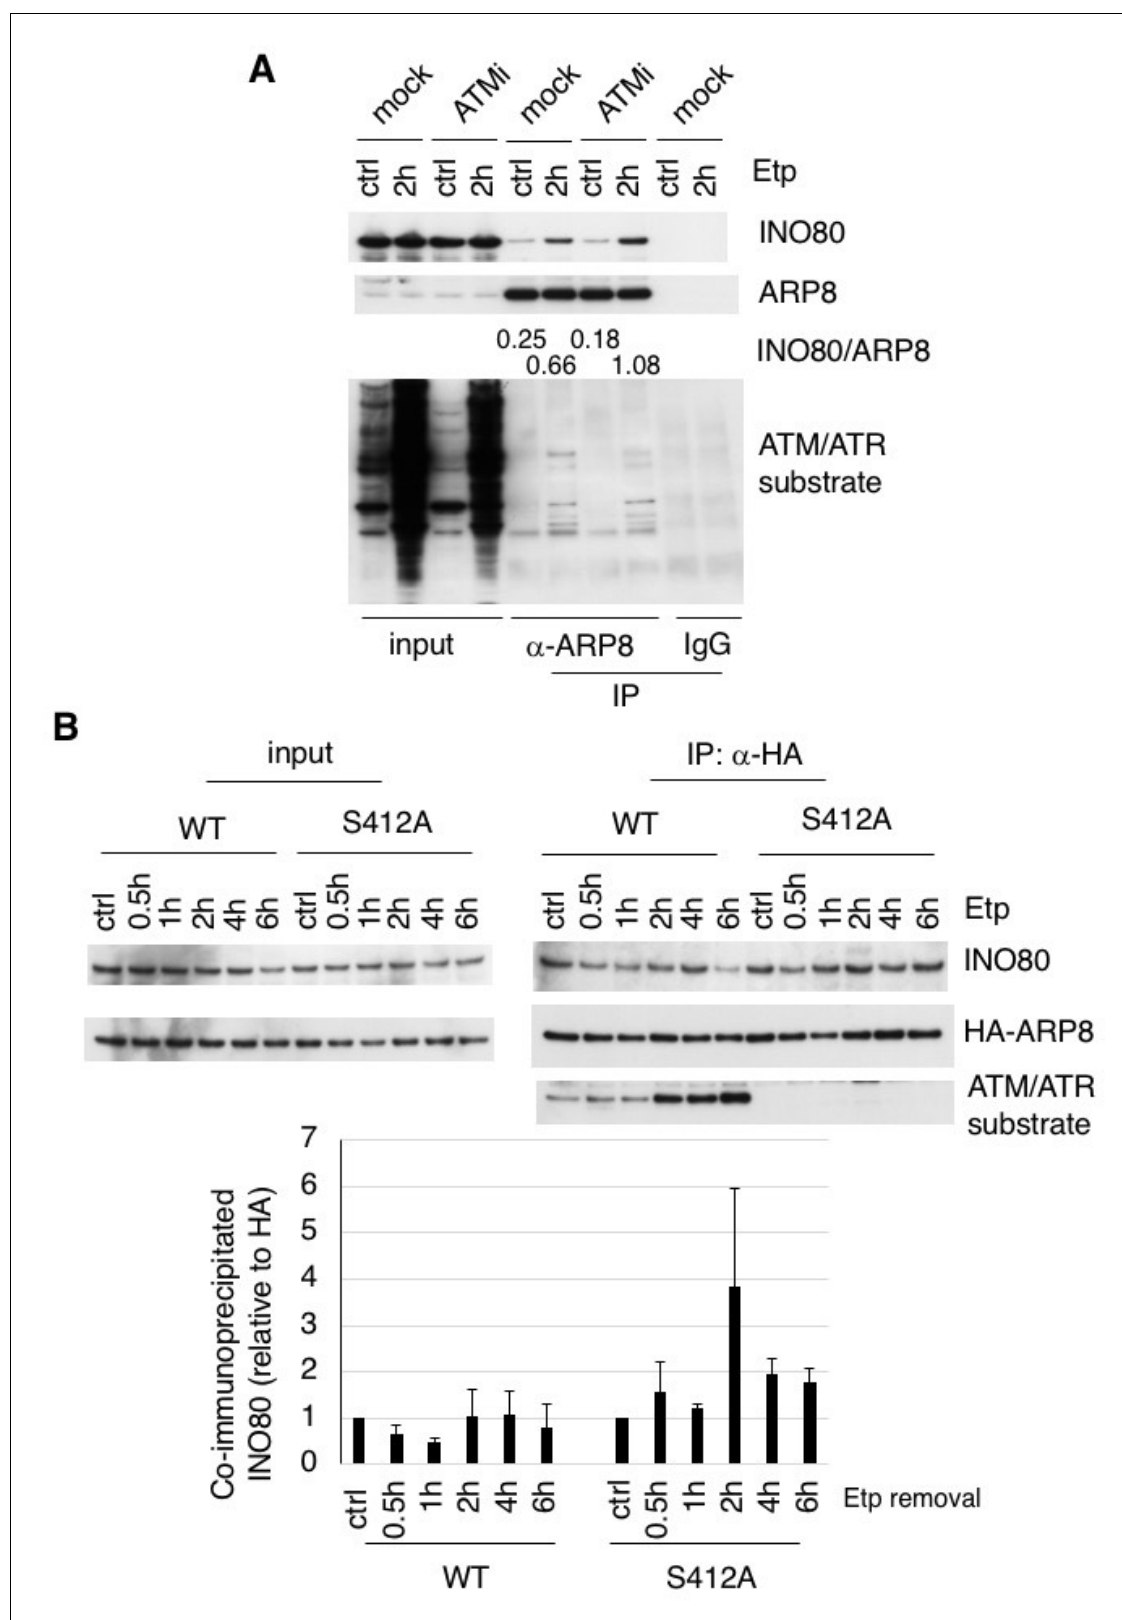 A
mock ATMi mock ATMi mock
ctrl 2h ctrl 2h ctrl 2h ctrl 2h ctrl 2h Etp
INO80
ARP8
0.25 0.18
0.66 1.08
INO80/ARP8
ATM/ATR
substrate
input α-ARP8 IgG
IP
B
input IP: α-HA
WT S412A WT S412A
ctrl 0.5h 1h 2h 4h 6h ctrl 0.5h 1h 2h 4h 6h ctrl 0.5h 1h 2h 4h 6h ctrl 0.5h 1h 2h 4h 6h Etp
INO80
HA-ARP8
ATM/ATR
substrate
Co-immunoprecipitated
INO80 (relative to HA)
7
6
5
4
3
2
1
0
ctrl 0.5h 1h 2h 4h 6h ctrl 0.5h 1h 2h 4h 6h Etp removal
WT S412A